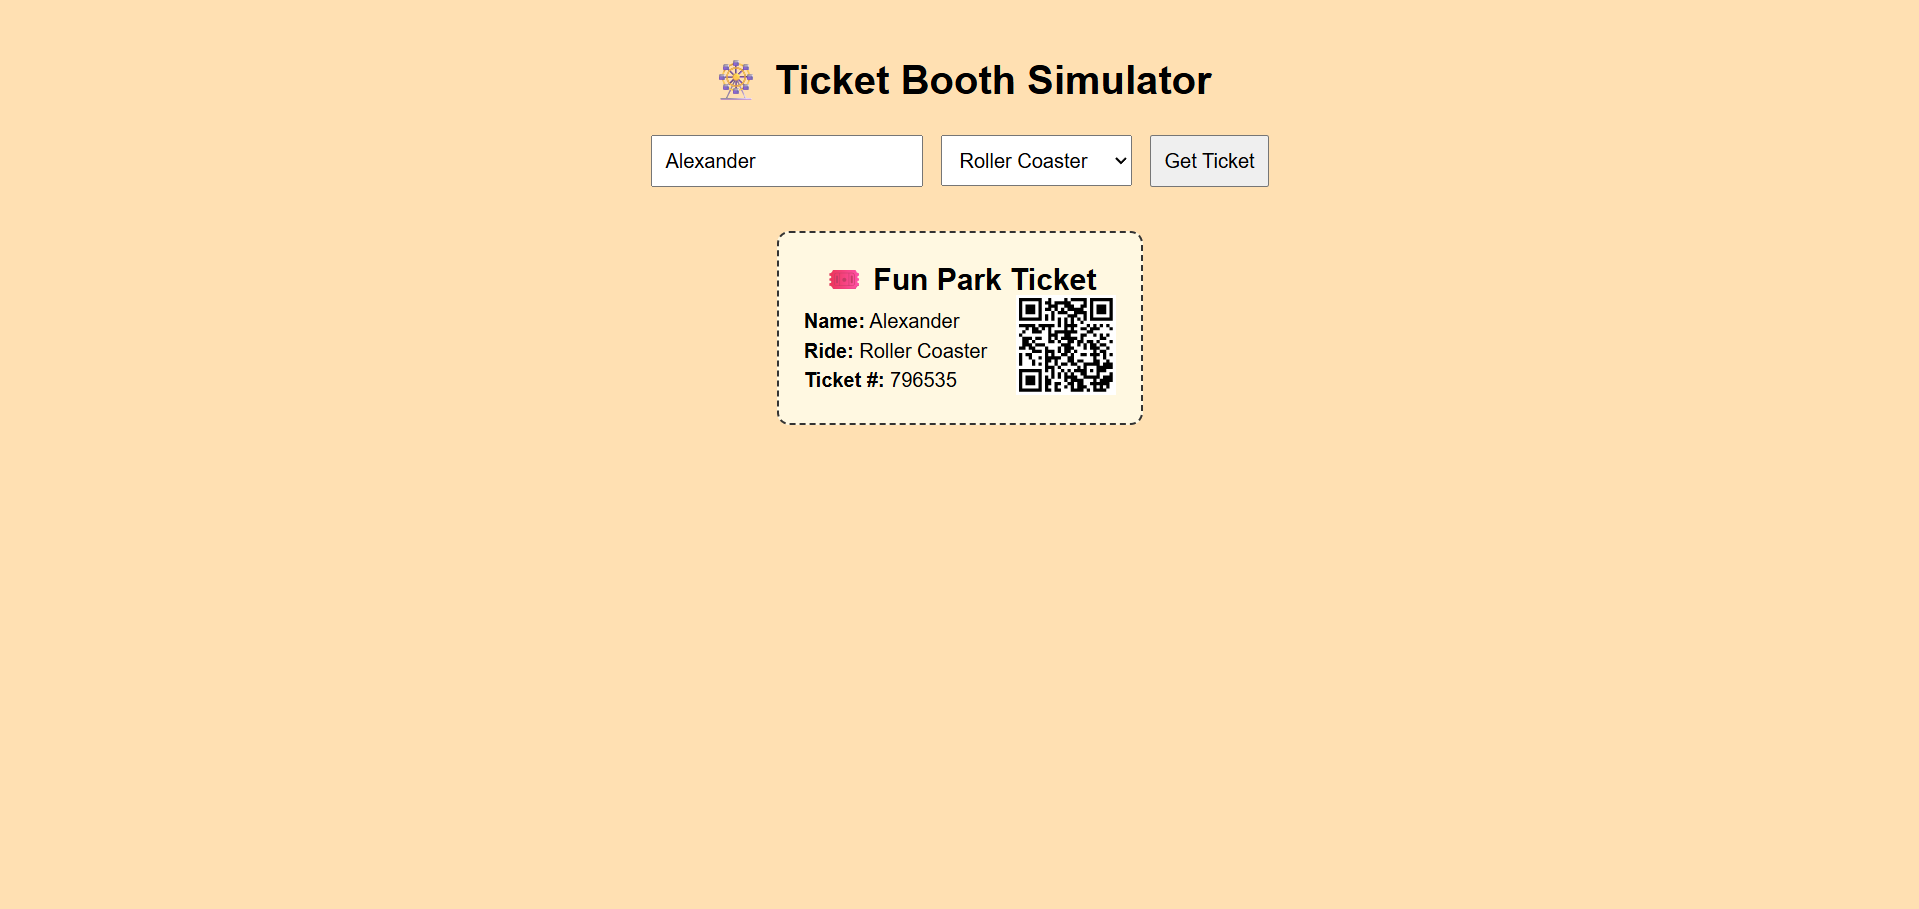 Ticket Booth Simulator
Alexander Roller Coaster Get Ticket
Fun Park Ticket
Name: Alexander
Ride: Roller Coaster
Ticket #: 796535